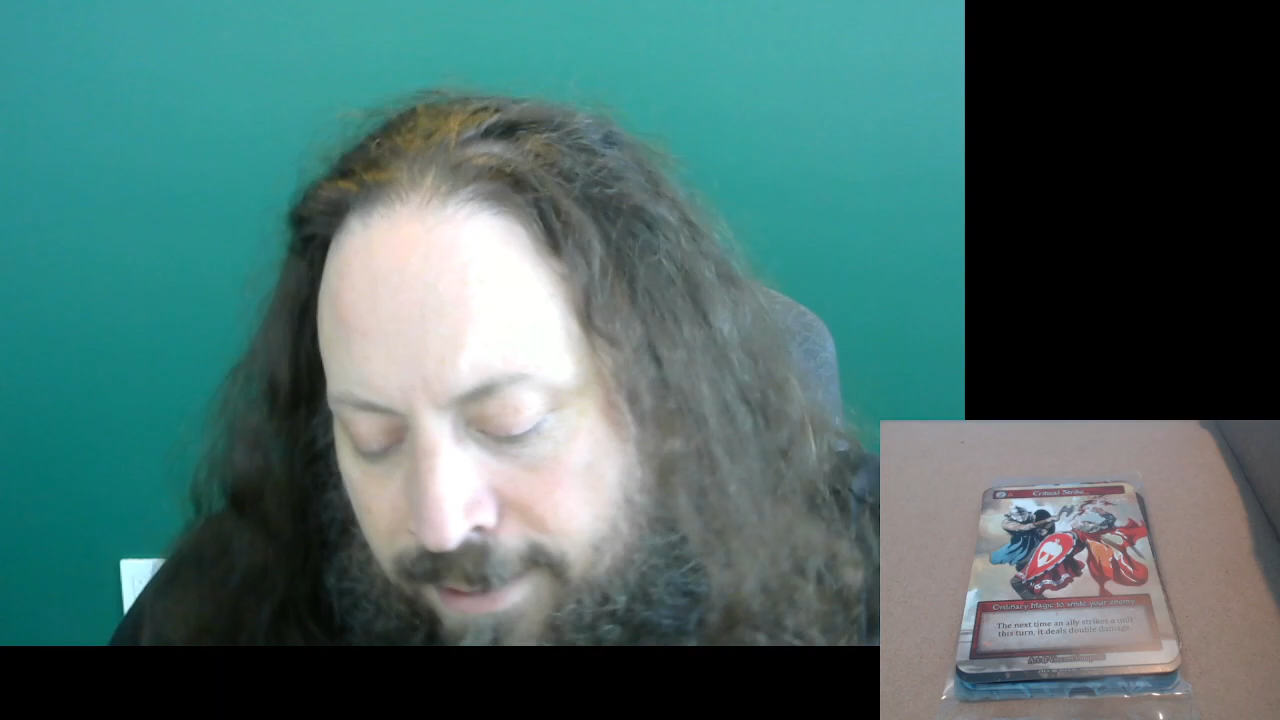 Critical Strike
Ordinary Magic to smite your enemy
The next time an ally strikes a unit
this turn, it deals double damage.